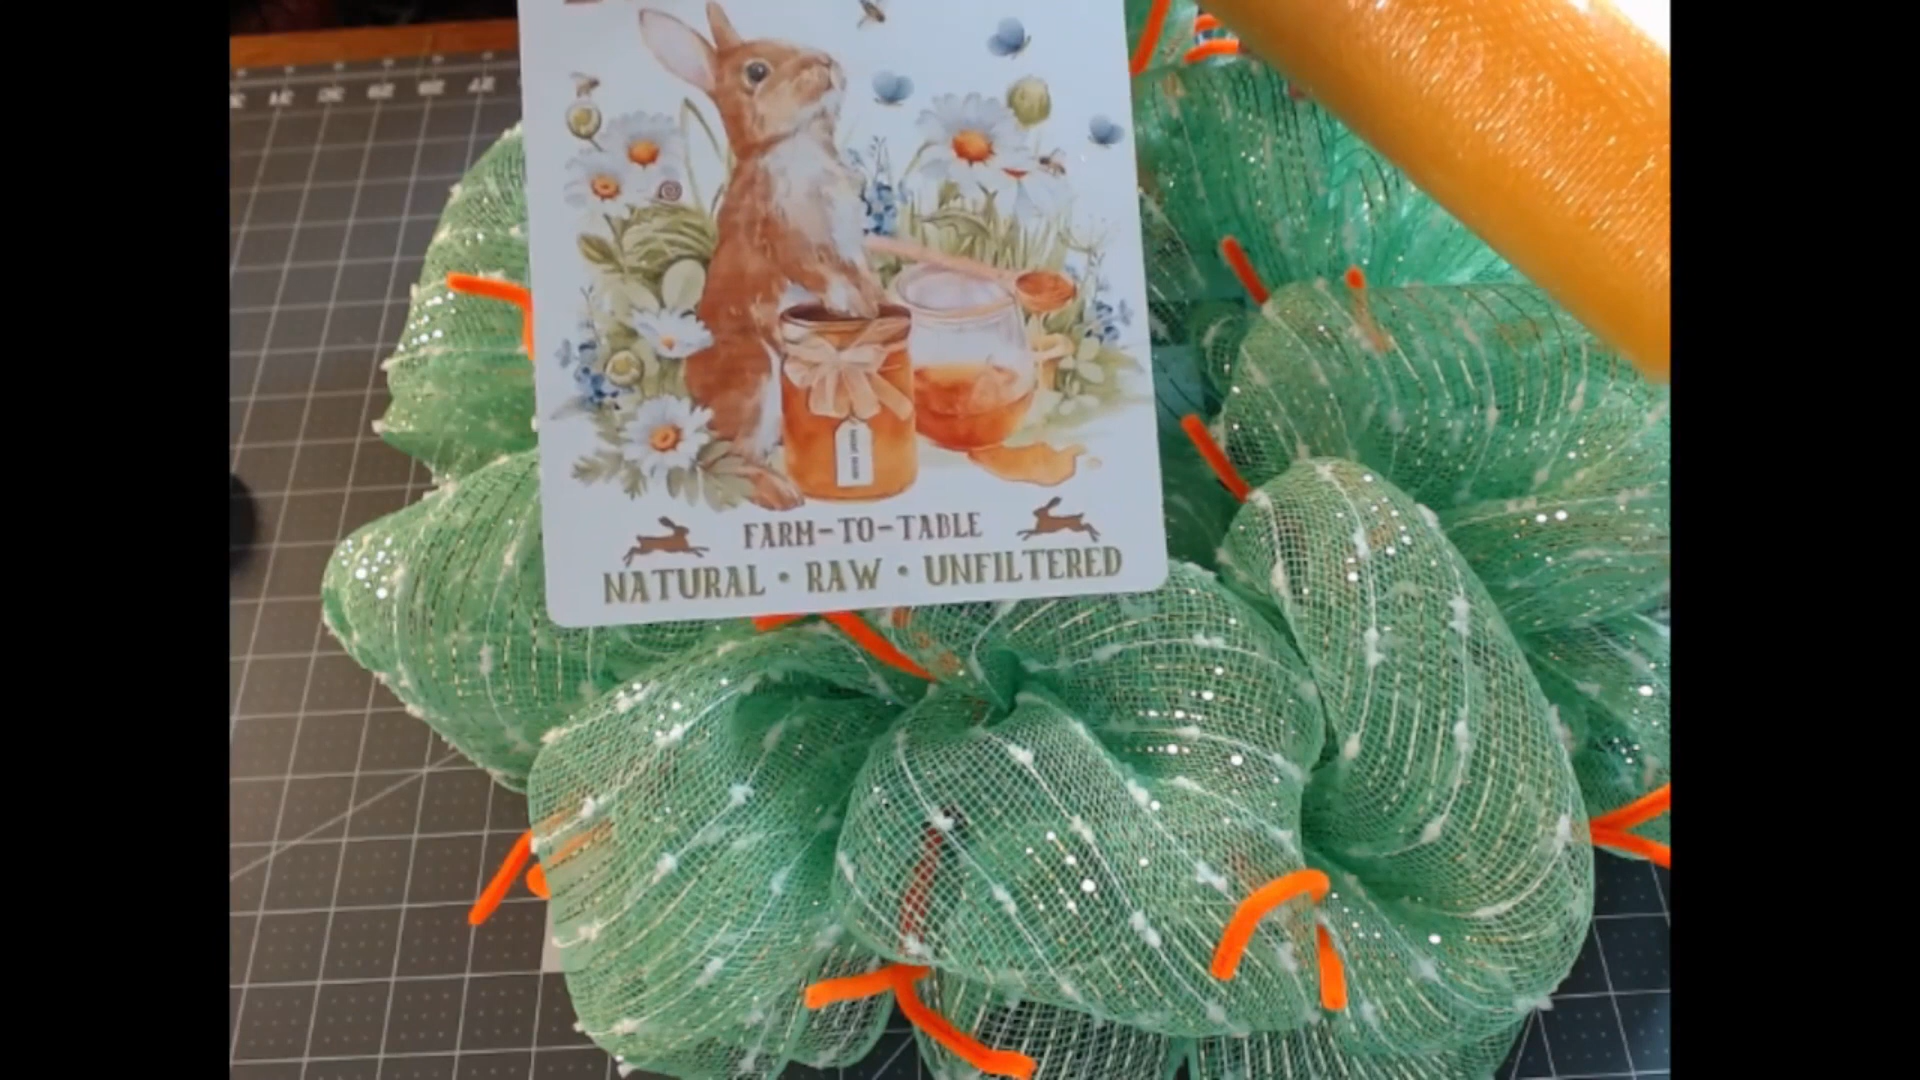 FARM-TO-TABLE
NATURAL • RAW • UNFILTERED